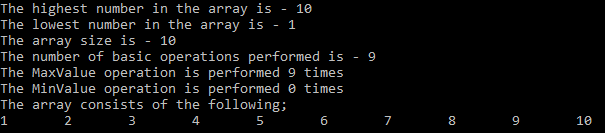 The highest number in the array is - 10
The lowest number in the array is - 1
The array size is - 10
The number of basic operations performed is - 9
The MaxValue operation is performed 9 times
The MinValue operation is performed 0 times
The array consists of the following;
1 2 3 4 5 6 7 8 9 10